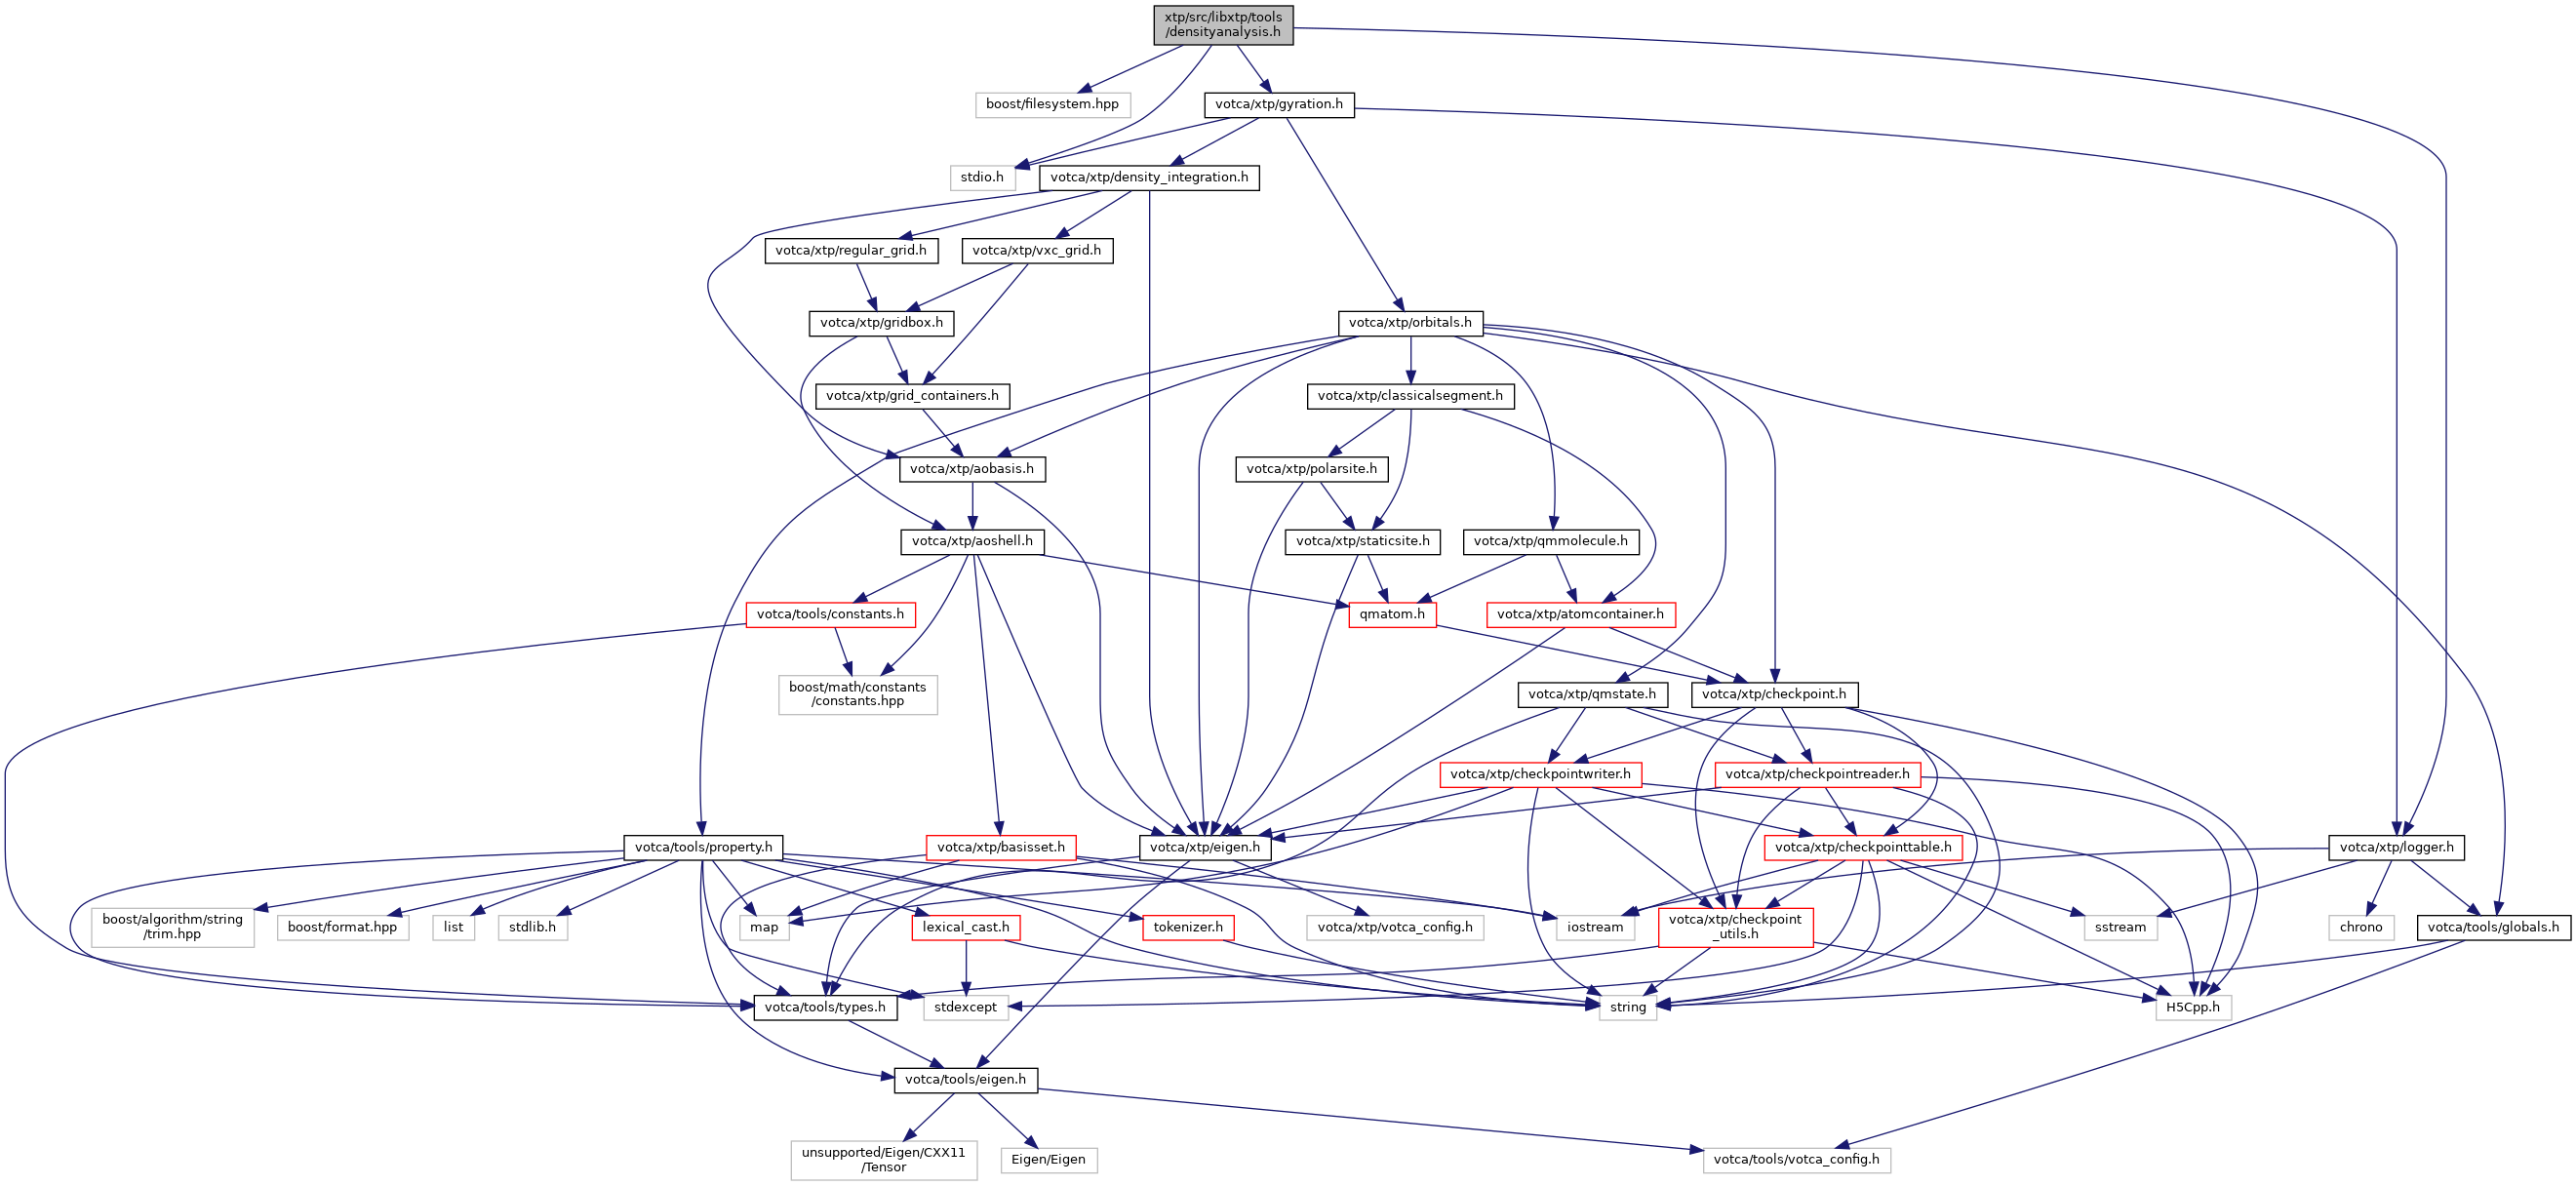 xtp/src/libxtp/tools
/densityanalysis.h
boost/filesystem.hpp
votca/xtp/gyration.h
stdio.h
votca/xtp/density_integration.h
votca/xtp/regular_grid.h
votca/xtp/vxc_grid.h
votca/xtp/gridbox.h
votca/xtp/orbitals.h
votca/xtp/grid_containers.h
votca/xtp/classicalsegment.h
votca/xtp/aobasis.h
votca/xtp/polarsite.h
votca/xtp/aoshell.h
votca/xtp/staticsite.h
votca/xtp/qmmolecule.h
votca/tools/constants.h
qmatom.h
votca/xtp/atomcontainer.h
boost/math/constants
/constants.hpp
votca/xtp/qmstate.h
votca/xtp/checkpoint.h
votca/xtp/checkpointwriter.h
votca/xtp/checkpointreader.h
votca/tools/property.h
votca/xtp/basisset.h
votca/xtp/eigen.h
votca/xtp/checkpointtable.h
votca/xtp/logger.h
boost/algorithm/string
/trim.hpp
boost/format.hpp
list
stdlib.h
map
lexical_cast.h
tokenizer.h
votca/xtp/votca_config.h
iostream
votca/xtp/checkpoint
_utils.h
sstream
chrono
votca/tools/globals.h
votca/tools/types.h
stdexcept
string
H5Cpp.h
votca/tools/eigen.h
unsupported/Eigen/CXX11
/Tensor
Eigen/Eigen
votca/tools/votca_config.h